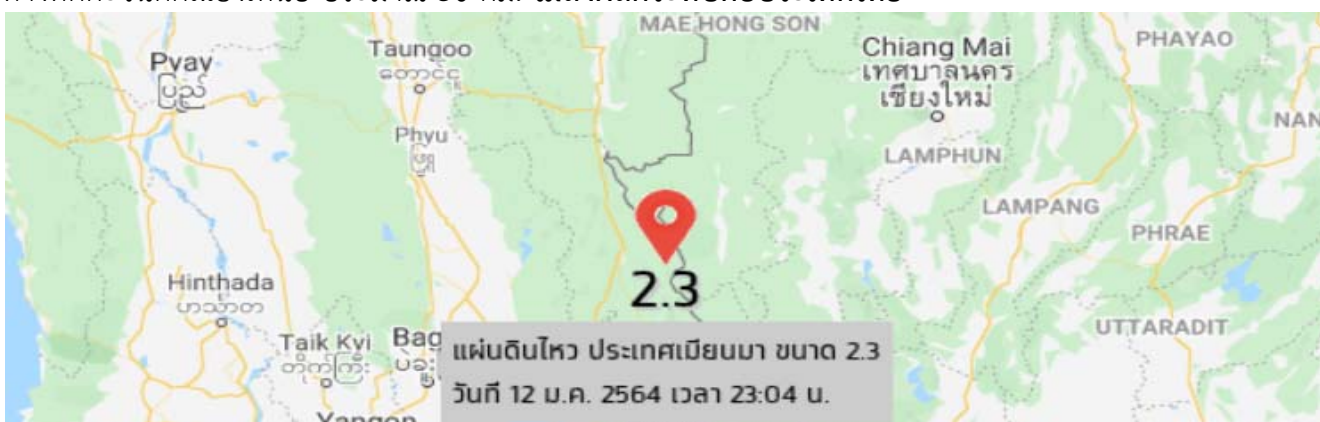 MAE HONG SON
Chiang Mai
เทศบาลนคร
เชียงใหม่
PHAYAO
Pyay
ပြည်
Taungoo
တောင်ငူ
NAN
Phyu
ဖြူး
LAMPHUN
LAMPANG
PHRAE
2.3
Hinthada
ဟင်္သာတ
UTTARADIT
Taik Kyi
တိုက်ကြီး
Bag
แผ่นดินไหว ประเทศเมียนมา ขนาด 2.3
วันที่ 12 ม.ค. 2564 เวลา 23:04 น.
Yangon